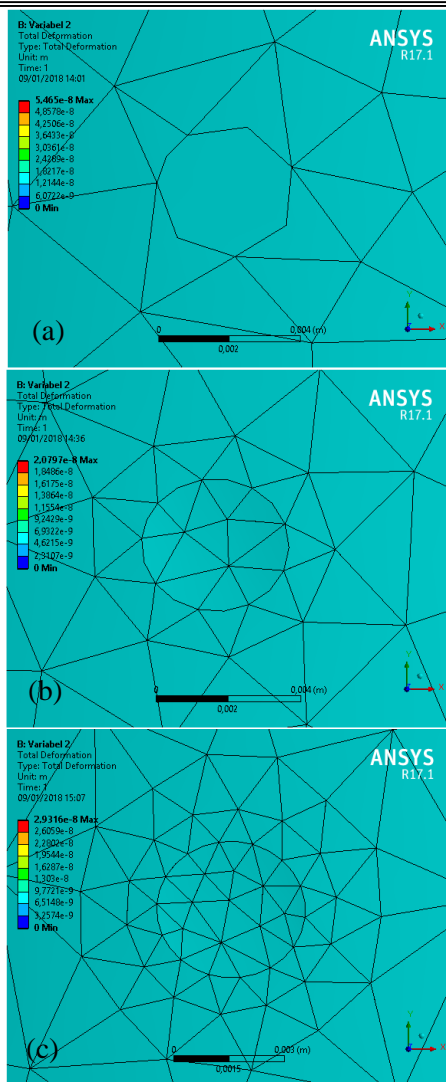 B: Variabel 2
Total Deformation
Type: Total Deformation
Unit: m
Time: 1
09/01/2018 14:01
ANSYS
R17.1
5,465e-8 Max
4,8578e-8
4,2506e-8
3,6433e-8
3,0361e-8
2,4289e-8
1,8217e-8
1,2144e-8
6,0722e-9
0 Min
(a)
0
0,004 (m)
0,002
Y
X
B: Variabel 2
Total Deformation
Type: Total Deformation
Unit: m
Time: 1
09/01/2018 14:36
ANSYS
R17.1
2,0797e-8 Max
1,8486e-8
1,6175e-8
1,3864e-8
1,1554e-8
9,2429e-9
6,9322e-9
4,6215e-9
2,3107e-9
0 Min
(b)
0
0,004 (m)
0,002
Y
X
B: Variabel 2
Total Deformation
Type: Total Deformation
Unit: m
Time: 1
09/01/2018 15:07
ANSYS
R17.1
2,9316e-8 Max
2,6059e-8
2,2802e-8
1,9544e-8
1,6287e-8
1,303e-8
9,7721e-9
6,5148e-9
3,2574e-9
0 Min
(c)
0
0,003 (m)
0,0015
Y
X